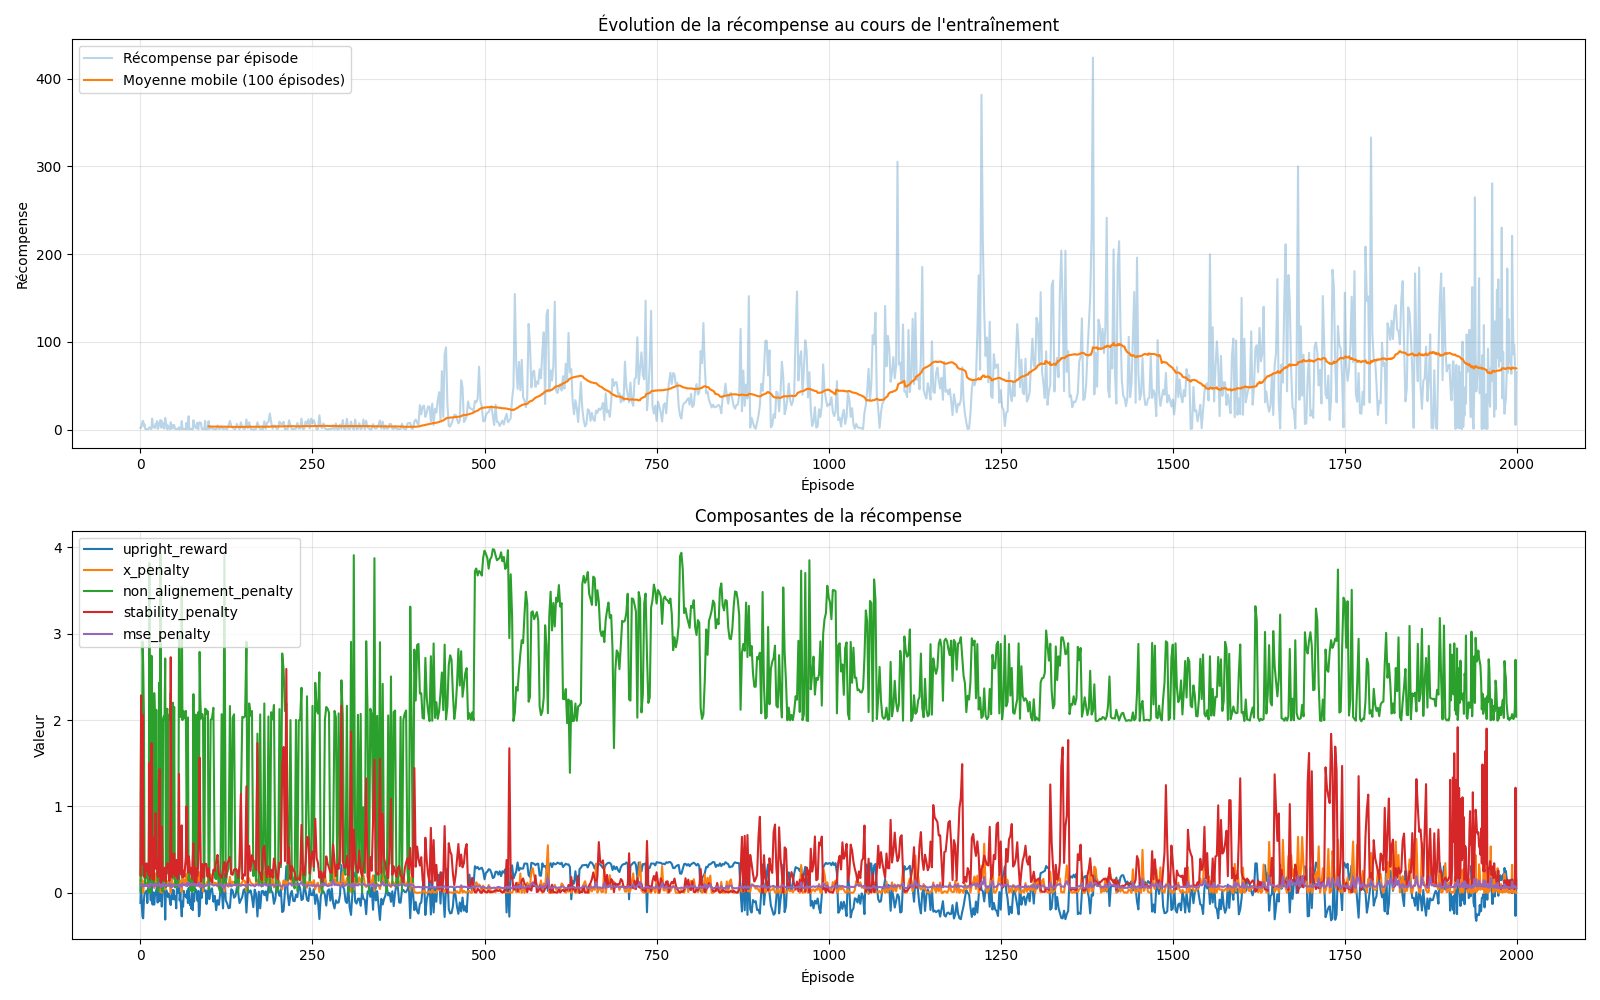 Évolution de la récompense au cours de l'entraînement
Récompense par épisode
Moyenne mobile (100 épisodes)
400
300
200
100
0
Récompense
0 250 500 750 1000 1250 1500 1750 2000
Épisode
Composantes de la récompense
upright_reward
x_penalty
non_alignement_penalty
stability_penalty
mse_penalty
4
3
2
1
0
Valeur
0 250 500 750 1000 1250 1500 1750 2000
Épisode